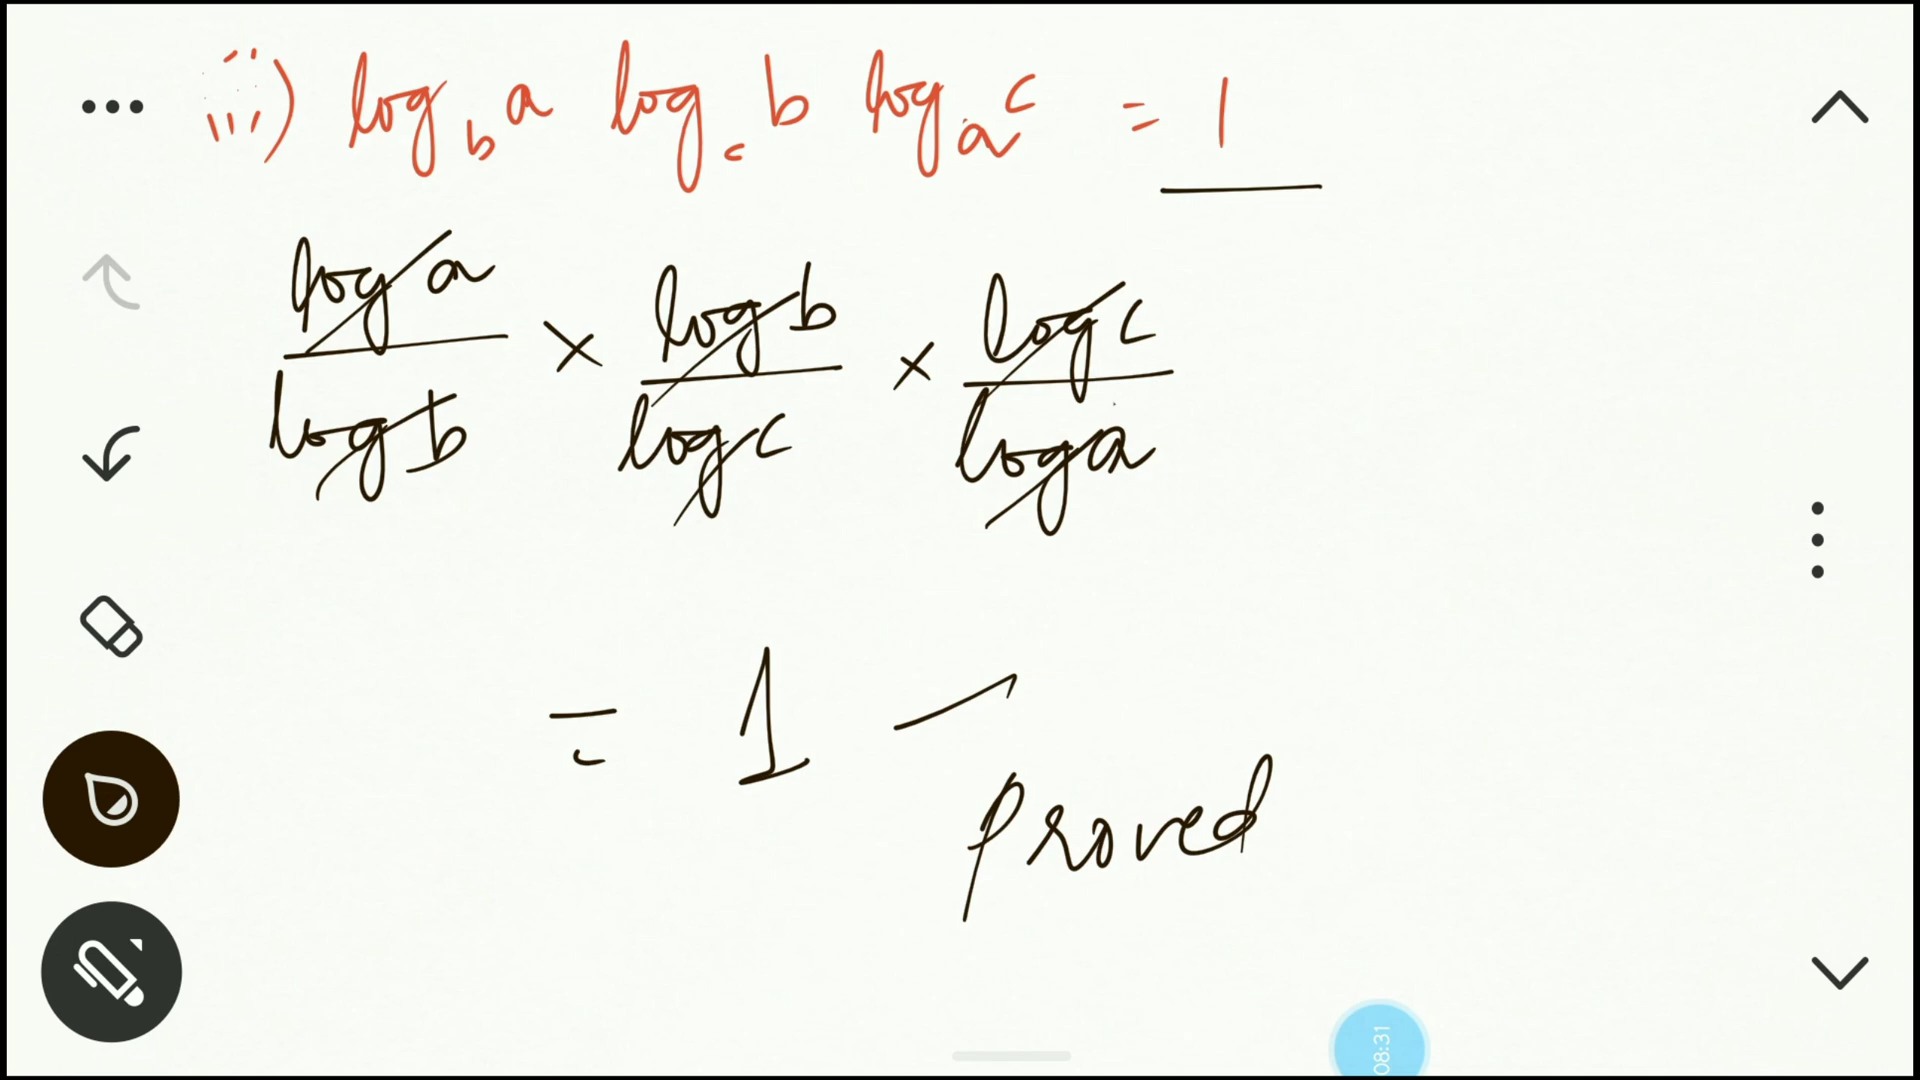 iii) log_b a log_c b log_a c = 1
log a / log b × log b / log c × log c / log a
= 1
Proved
08:31